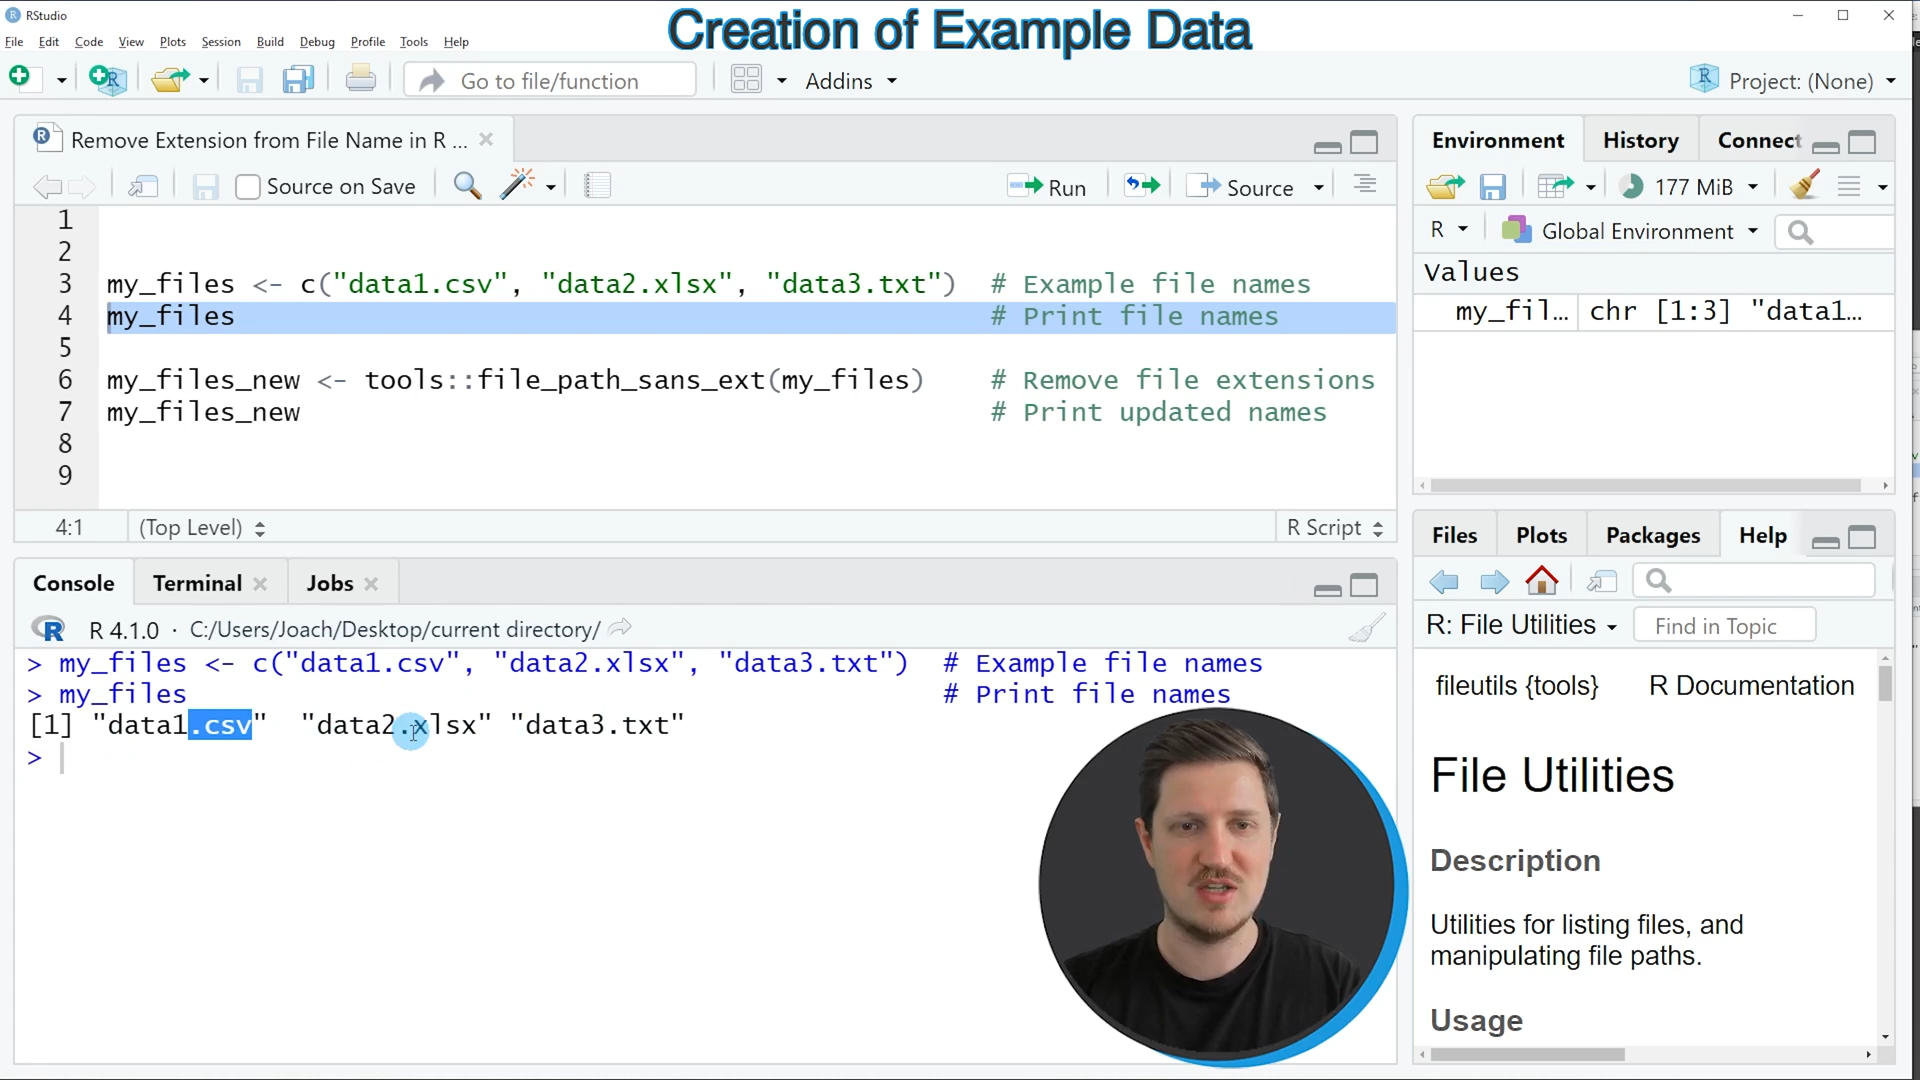 RStudio
Creation of Example Data
File Edit Code View Plots Session Build Debug Profile Tools Help
Go to file/function Addins Project: (None)
Remove Extension from File Name in R ...
Source on Save Run Source
1
2
3 my_files <- c("data1.csv", "data2.xlsx", "data3.txt") # Example file names
4 my_files # Print file names
5
6 my_files_new <- tools::file_path_sans_ext(my_files) # Remove file extensions
7 my_files_new # Print updated names
8
9
4:1 (Top Level) R Script
Console Terminal Jobs
R 4.1.0 · C:/Users/Joach/Desktop/current directory/
> my_files <- c("data1.csv", "data2.xlsx", "data3.txt") # Example file names
> my_files # Print file names
[1] "data1.csv" "data2.xlsx" "data3.txt"
>
Environment History Connect
177 MiB
R Global Environment
Values
my_fil… chr [1:3] "data1…
Files Plots Packages Help
R: File Utilities Find in Topic
fileutils {tools} R Documentation
File Utilities
Description
Utilities for listing files, and
manipulating file paths.
Usage